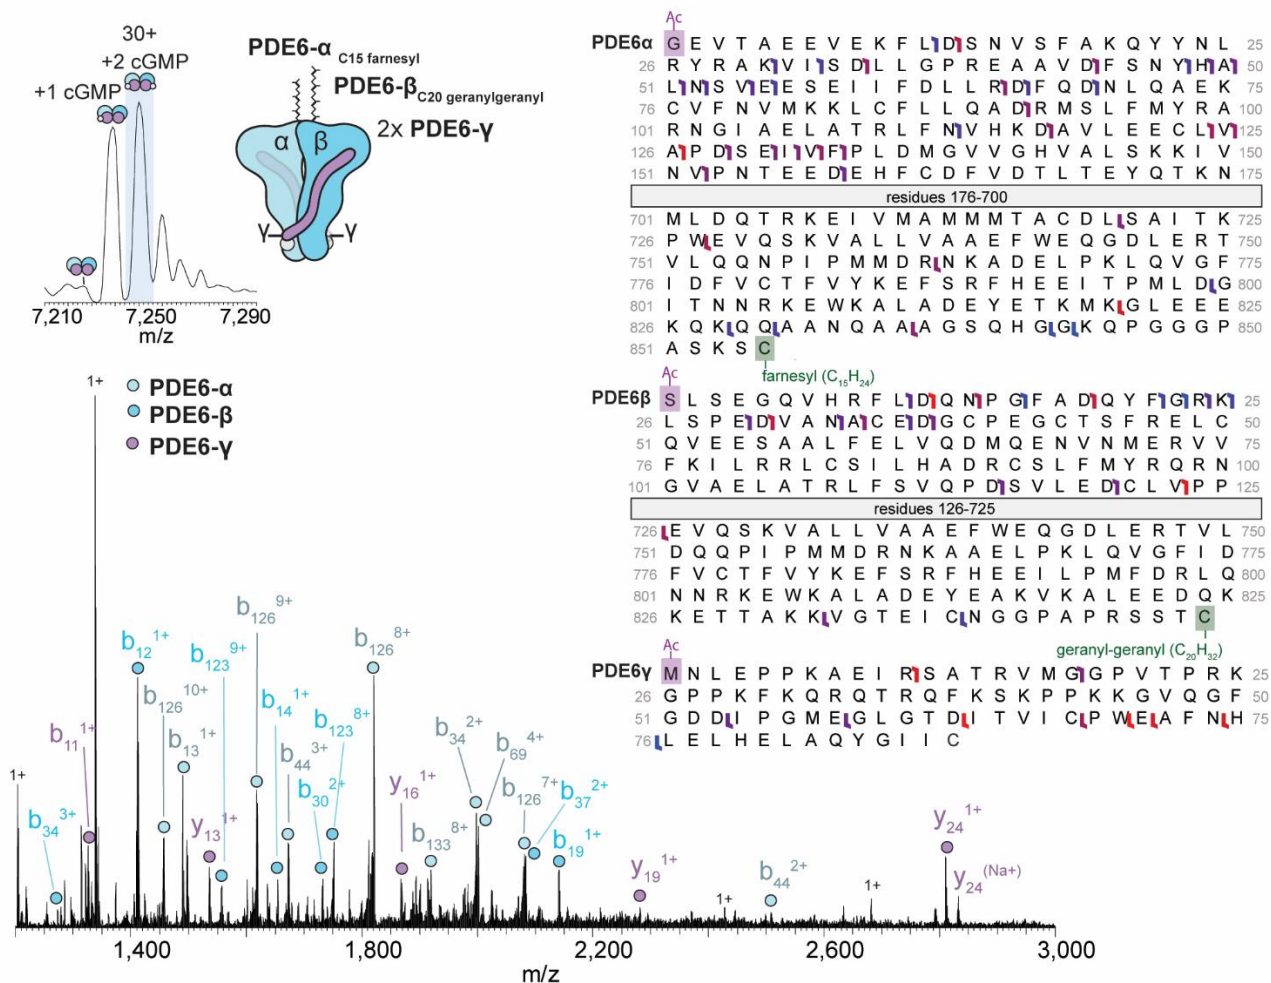 30+
+2 cGMP
+1 cGMP
7,210 7,250 7,290
m/z
PDE6-α C15 farnesyl
PDE6-β C20 geranylgeranyl
2x PDE6-γ
α β
γ γ
Ac
PDE6α G E V T A E E V E K F L D S N V S F A K Q Y Y N L 25
26 R Y R A K V I S D L L G P R E A A V D F S N Y H A L 50
51 L N S V E E S E I I F D L L R D F Q D N L Q A E K 75
C V F N V M K K L C F L L Q A D R M S L F M Y R A 100
101 R N G I A E L A T R L F N V H K D A V L E E C L V 125
126 A P D S E I V F P L D M G V V G H V A L S K K I V 150
151 N V P N T E E D E H F C D F V D T L T E Y Q T K N 175
residues 176-700
701 M L D Q T R K E I V M A M M M T A C D L S A I T K 725
726 P W E V Q S K V A L L V A A E F W E Q G D L E R T 750
751 V L Q Q N P I P M M D R N K A D E L P K L Q V G F 775
776 I D F V C T F V Y K E F S R F H E E I T P M L D G 800
801 I T N N R K E W K A L A D E Y E T K M K G L E E E 825
826 K Q K Q Q A A N Q A A A G S Q H G G K Q P G G G P 850
851 A S K S C
farnesyl (C15H24)
Ac
PDE6β S L S E G Q V H R F L D Q N P G F A D Q Y F G R K 25
26 L S P E D V A N A C E D G C P E G C T S F R E L C 50
51 Q V E E S A A L F E L V Q D M Q E N V N M E R V V 75
76 F K I L R R L C S I L H A D R C S L F M Y R Q R N 100
101 G V A E L A T R L F S V Q P D S V L E D C L V P P 125
residues 126-725
726 E V Q S K V A L L V A A E F W E Q G D L E R T V L 750
751 D Q Q P I P M M D R N K A A E L P K L Q V G F I D 775
776 F V C T F V Y K E F S R F H E E I L P M F D R L Q 800
801 N N R K E W K A L A D E Y E A K V K A L E E D Q K 825
826 K E T T A K K V G T E I C N G G P A P R S S T C
geranyl-geranyl (C20H32)
Ac
PDE6γ M N L E P P K A E I R S A T R V M G G P V T P R K 25
26 G P P K F K Q R Q T R Q F K S K P P K K G V Q G F 50
51 G D D I P G M E G L G T D I T V I C P W E A F N H 75
76 L E L H E L A Q Y G I I C
1+
PDE6-α
PDE6-β
PDE6-γ
1+
b34 3+
b11 1+
b12 1+
b126 10+
b13 1+
y13 1+
b123 9+
b126 9+
b14 1+
b44 3+
b30 2+
b123 8+
b126 8+
y16 1+
b133 8+
b34 2+
b69 4+
b126 7+
b37 2+
b19 1+
y19 1+
1+
b44 2+
1+
y24 1+
y24 (Na+)
1,400 1,800 2,200 2,600 3,000
m/z